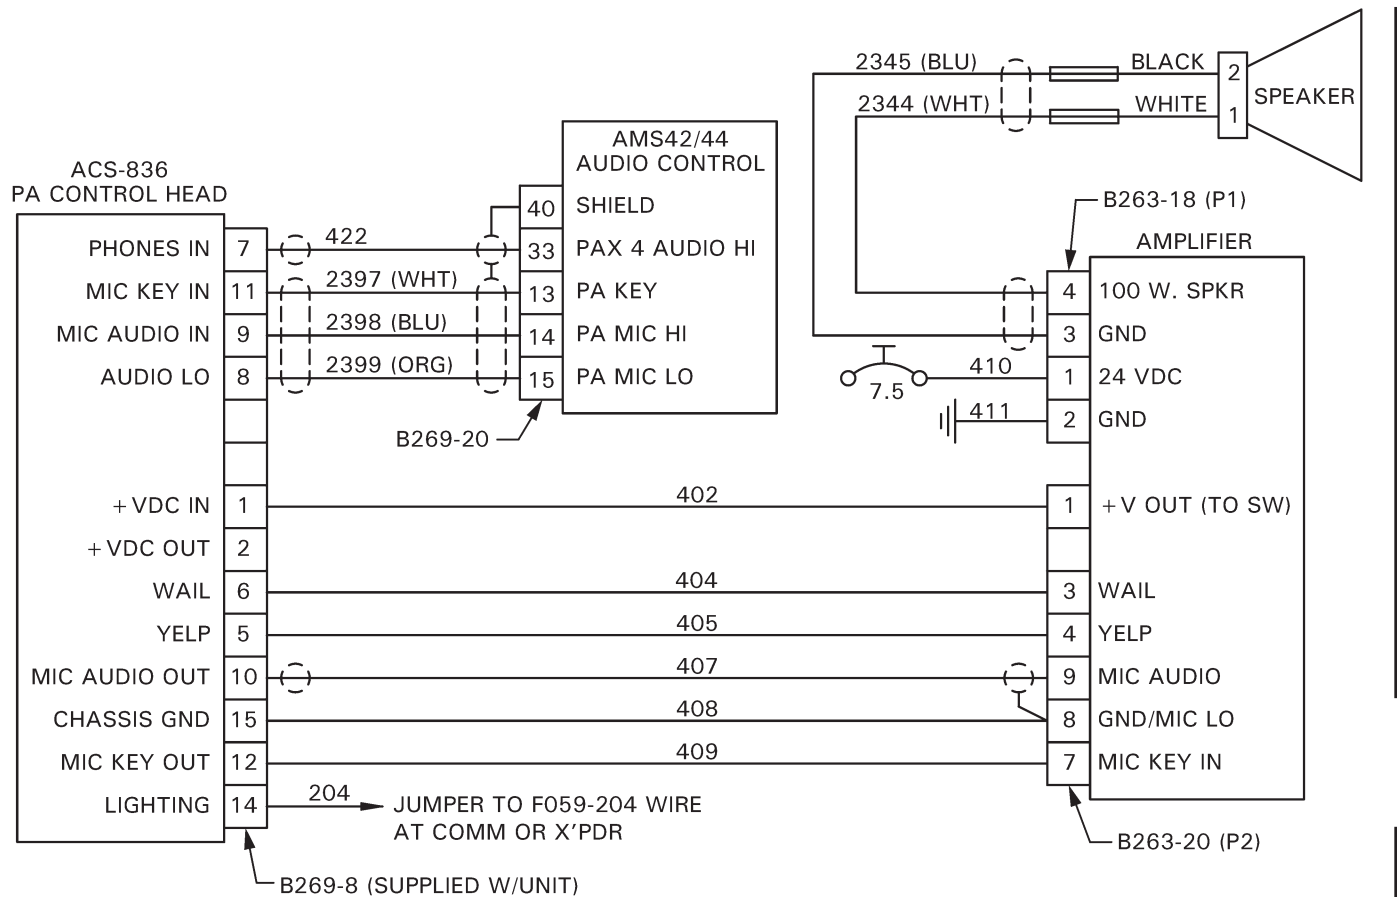 ACS-836
PA CONTROL HEAD
PHONES IN 7
MIC KEY IN 11
MIC AUDIO IN 9
AUDIO LO 8
+VDC IN 1
+VDC OUT 2
WAIL 6
YELP 5
MIC AUDIO OUT 10
CHASSIS GND 15
MIC KEY OUT 12
LIGHTING 14
B269-8 (SUPPLIED W/UNIT)
422
2397 (WHT)
2398 (BLU)
2399 (ORG)
AMS42/44
AUDIO CONTROL
40 SHIELD
33 PAX 4 AUDIO HI
13 PA KEY
14 PA MIC HI
15 PA MIC LO
B269-20
402
404
405
407
408
409
204
JUMPER TO F059-204 WIRE
AT COMM OR X'PDR
2345 (BLU)
BLACK
2
2344 (WHT)
WHITE
1
SPEAKER
B263-18 (P1)
AMPLIFIER
4 100 W. SPKR
3 GND
7.5
410
1 24 VDC
411
2 GND
1 +V OUT (TO SW)
3 WAIL
4 YELP
9 MIC AUDIO
8 GND/MIC LO
7 MIC KEY IN
B263-20 (P2)